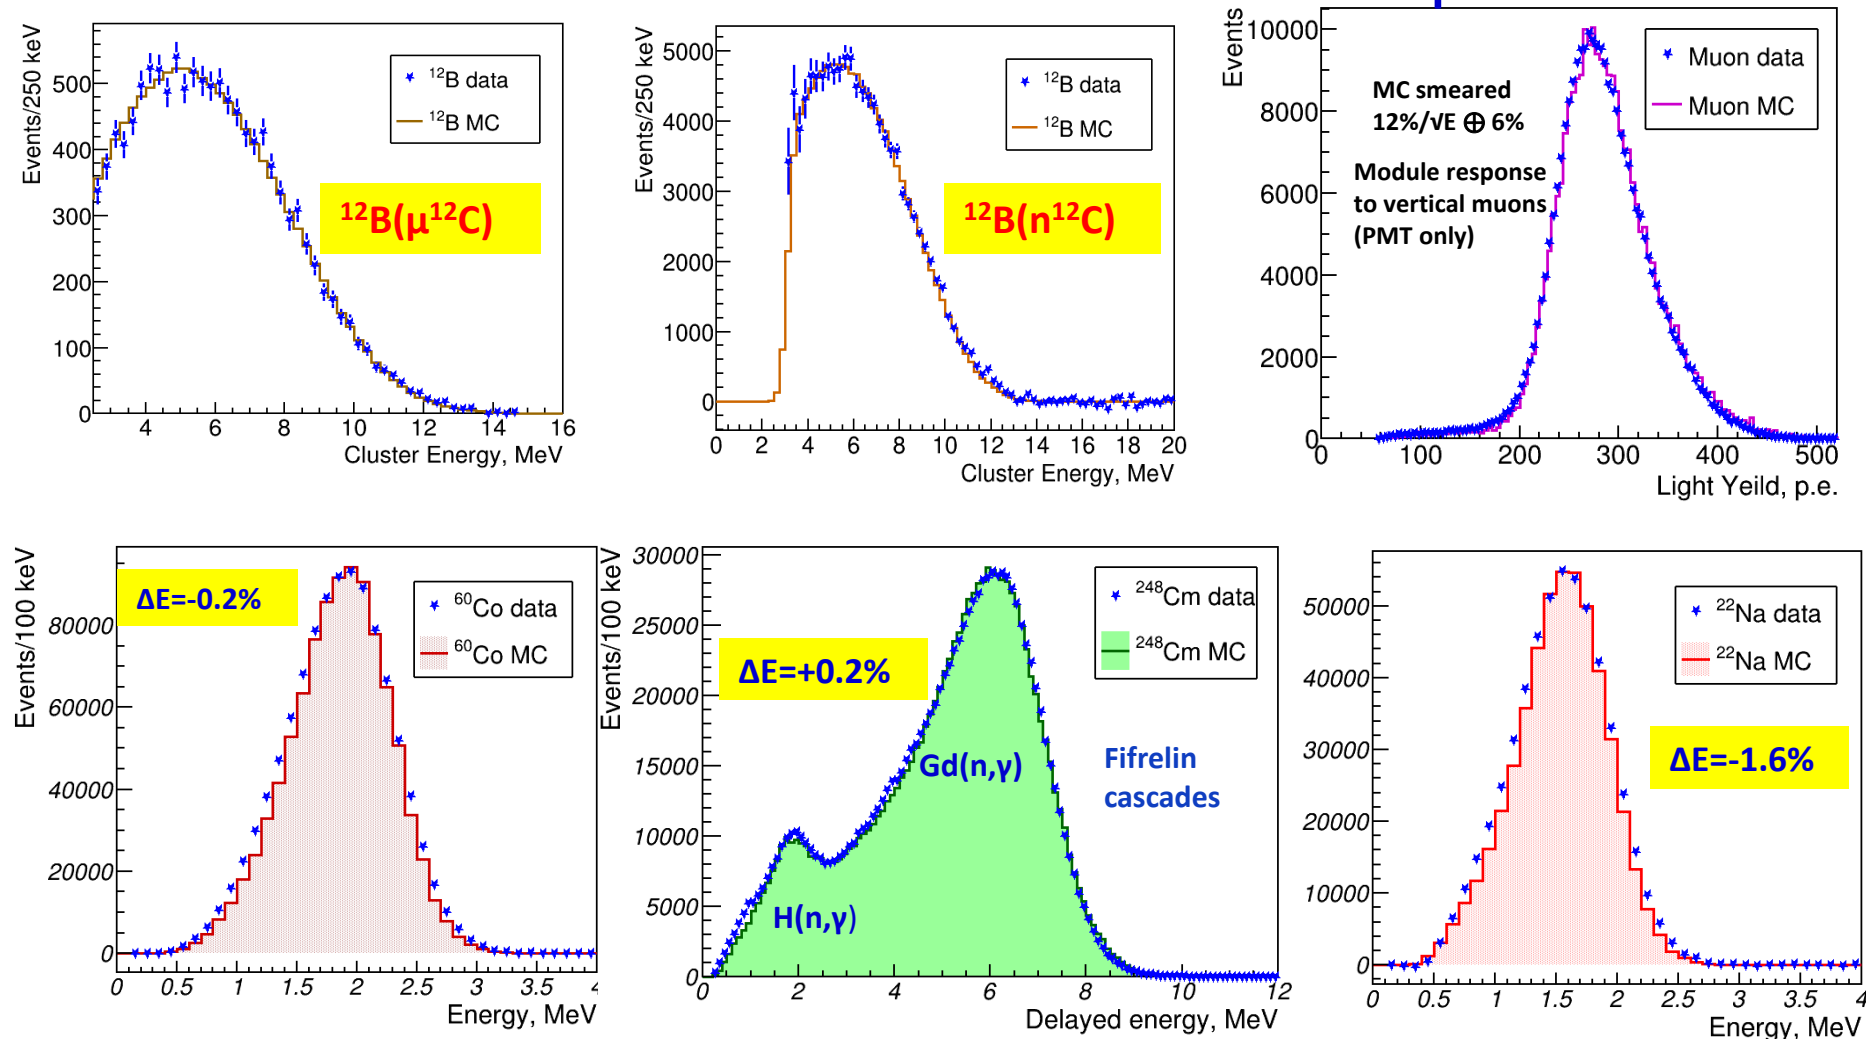 Events/250 keV
500
400
300
200
100
0
4 6 8 10 12 14 16
Cluster Energy, MeV
¹²B data
¹²B MC
¹²B(μ¹²C)
Events/250 keV
5000
4000
3000
2000
1000
0
0 2 4 6 8 10 12 14 16 18 20
Cluster Energy, MeV
¹²B data
¹²B MC
¹²B(n¹²C)
Events
10000
8000
6000
4000
2000
0
0 100 200 300 400 500
Light Yeild, p.e.
MC smeared
12%/√E ⊕ 6%
Module response
to vertical muons
(PMT only)
Muon data
Muon MC
Events/100 keV
80000
60000
40000
20000
0
0 0.5 1 1.5 2 2.5 3 3.5
Energy, MeV
ΔE=-0.2%
⁶⁰Co data
⁶⁰Co MC
Events/100 keV
30000
25000
20000
15000
10000
5000
0
0 2 4 6 8 10 12
Delayed energy, MeV
ΔE=+0.2%
²⁴⁸Cm data
²⁴⁸Cm MC
Gd(n,γ)
H(n,γ)
Fifrelin
cascades
Events/100 keV
50000
40000
30000
20000
10000
0
0 0.5 1 1.5 2 2.5 3 3.5 4
Energy, MeV
²²Na data
²²Na MC
ΔE=-1.6%